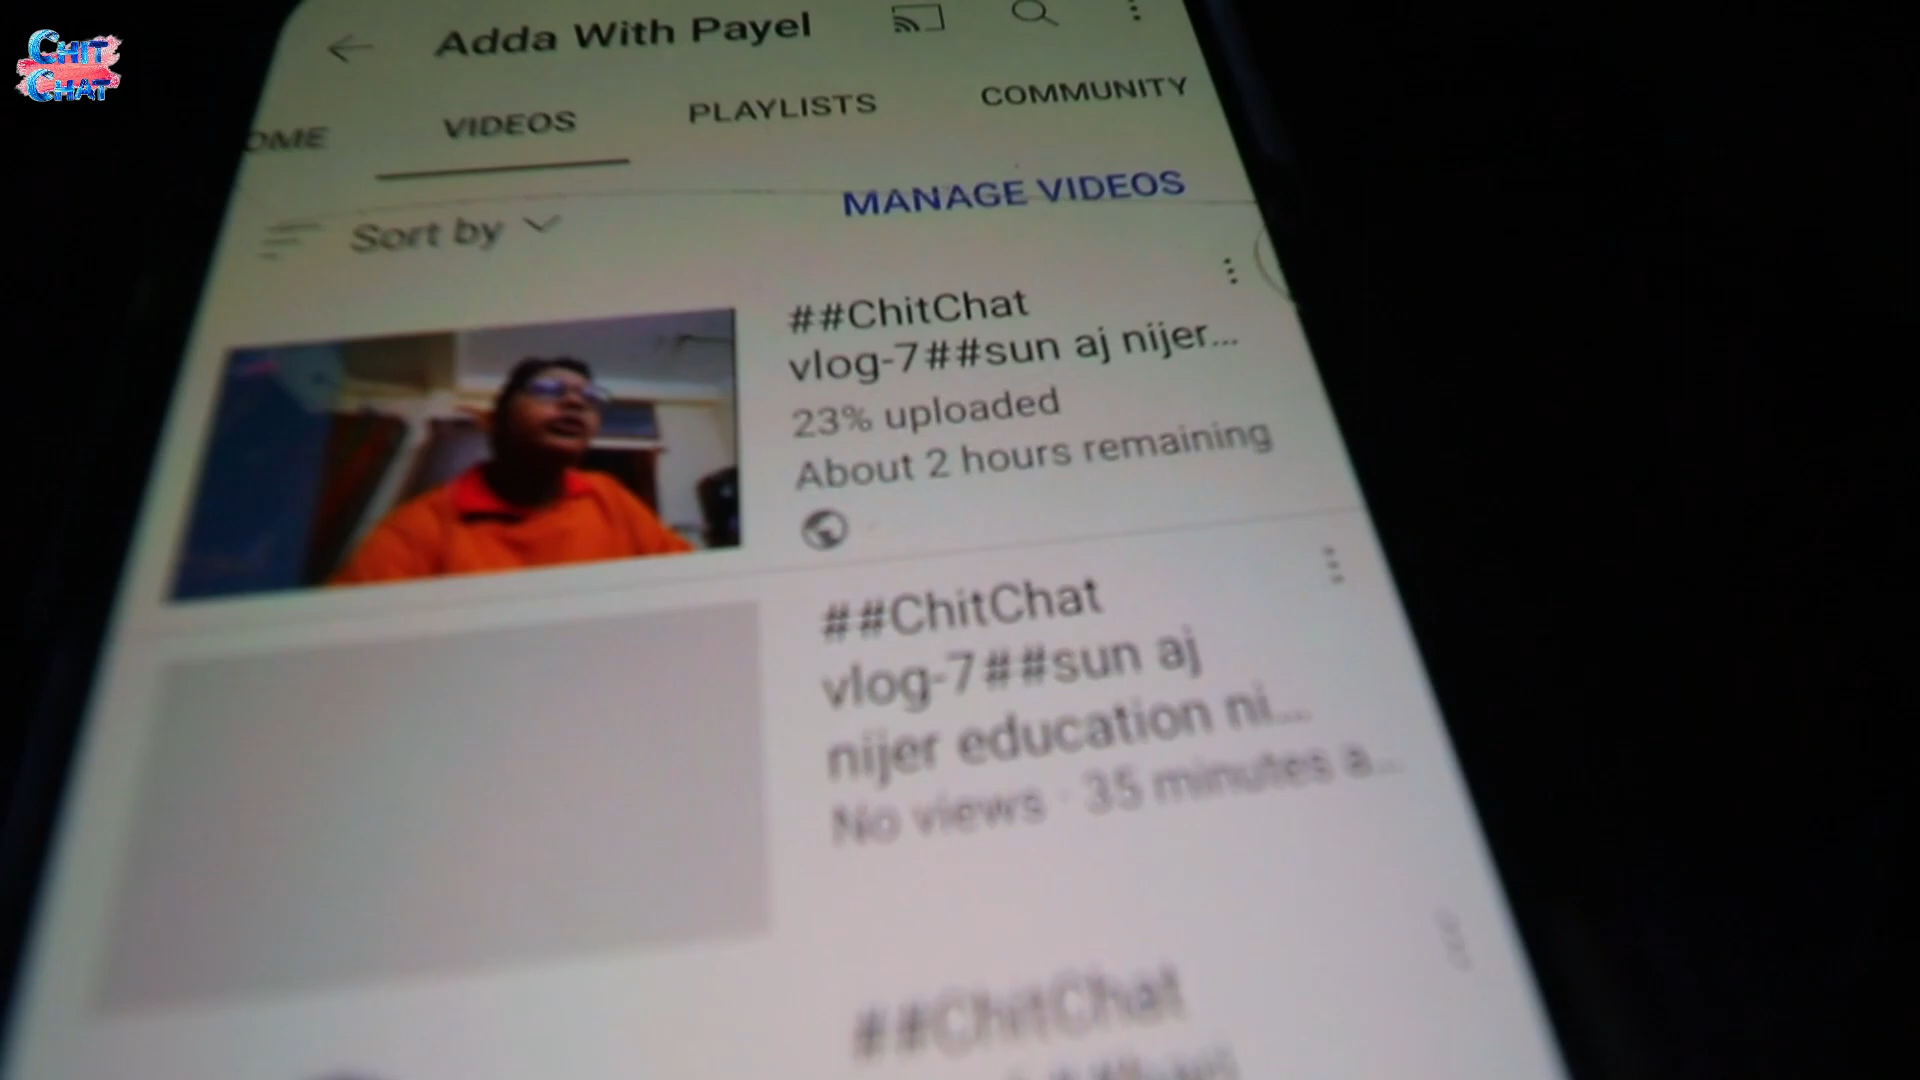 CHIT
CHAT
Adda With Payel
OME
VIDEOS
PLAYLISTS
COMMUNITY
Sort by
MANAGE VIDEOS
##ChitChat
vlog-7##sun aj nijer...
23% uploaded
About 2 hours remaining
##ChitChat
vlog-7##sun aj
nijer education ni...
No views · 35 minutes a...
##ChitChat